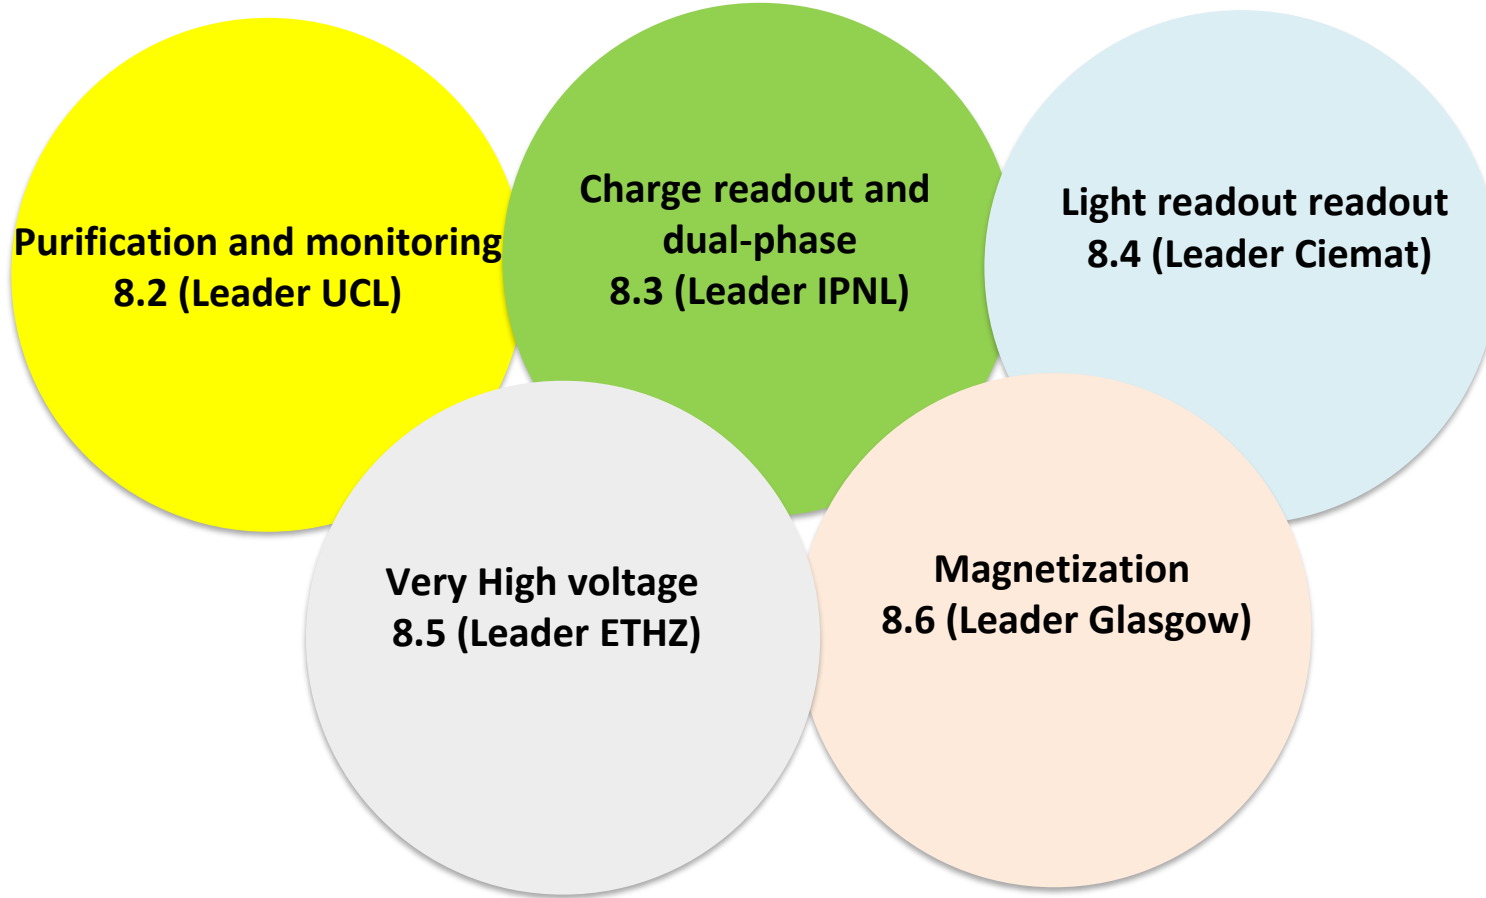 Purification and monitoring
8.2 (Leader UCL)
Charge readout and
dual-phase
8.3 (Leader IPNL)
Light readout readout
8.4 (Leader Ciemat)
Very High voltage
8.5 (Leader ETHZ)
Magnetization
8.6 (Leader Glasgow)